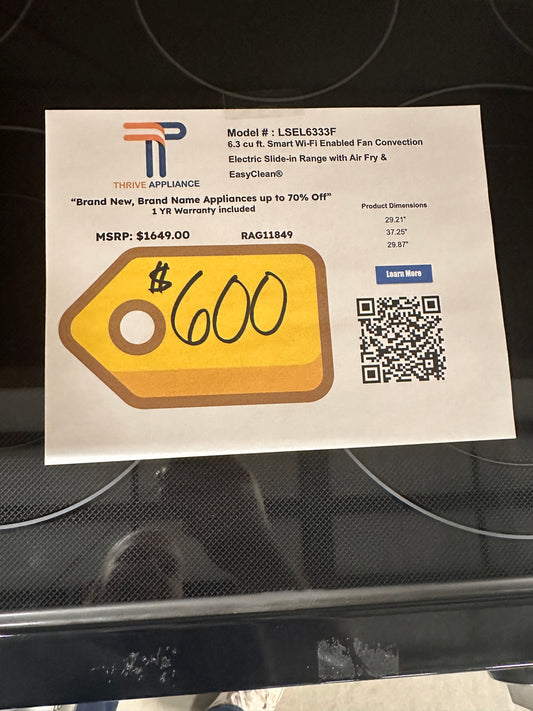 THRIVE APPLIANCE
Model # : LSEL6333F
6.3 cu ft. Smart Wi-Fi Enabled Fan Convection
Electric Slide-in Range with Air Fry &
EasyClean®
“Brand New, Brand Name Appliances up to 70% Off”
1 YR Warranty included
MSRP: $1649.00
RAG11849
$600
Product Dimensions
29.21"
37.25"
29.87"
Learn More